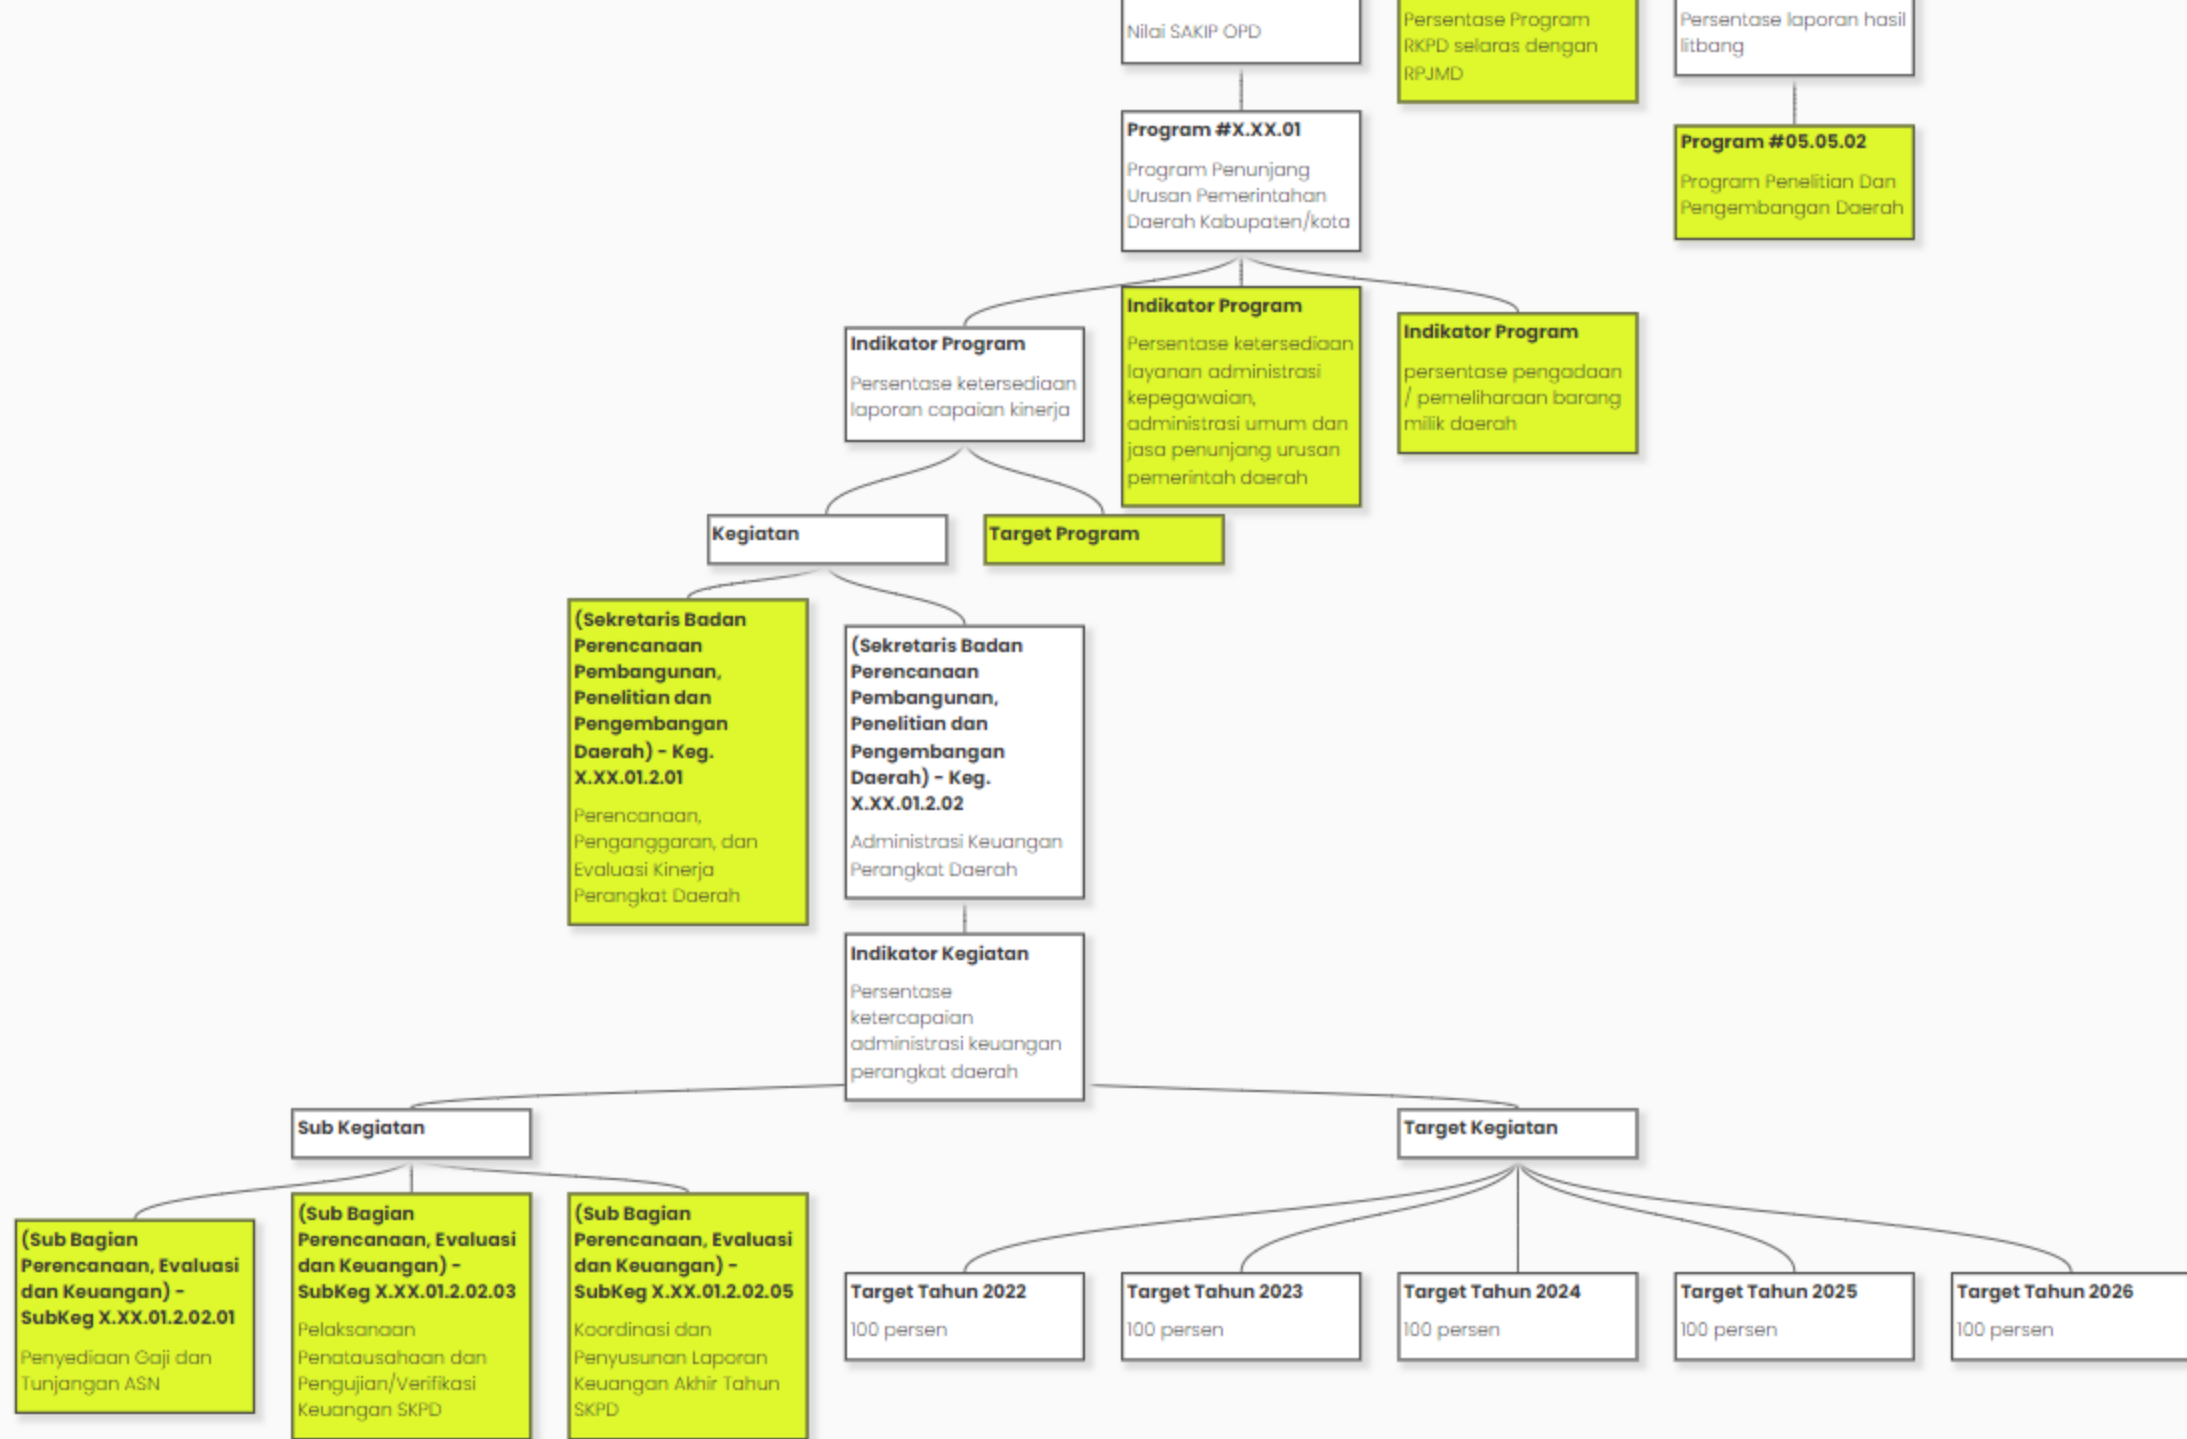 Nilai SAKIP OPD
Persentase Program
RKPD selaras dengan
RPJMD
Persentase laporan hasil
litbang
Program #X.XX.01
Program Penunjang
Urusan Pemerintahan
Daerah Kabupaten/kota
Program #05.05.02
Program Penelitian Dan
Pengembangan Daerah
Indikator Program
Persentase ketersediaan
laporan capaian kinerja
Indikator Program
Persentase ketersediaan
layanan administrasi
kepegawaian,
administrasi umum dan
jasa penunjang urusan
pemerintah daerah
Indikator Program
persentase pengadaan
/ pemeliharaan barang
milik daerah
Kegiatan
Target Program
(Sekretaris Badan
Perencanaan
Pembangunan,
Penelitian dan
Pengembangan
Daerah) - Keg.
X.XX.01.2.01
Perencanaan,
Penganggaran, dan
Evaluasi Kinerja
Perangkat Daerah
(Sekretaris Badan
Perencanaan
Pembangunan,
Penelitian dan
Pengembangan
Daerah) - Keg.
X.XX.01.2.02
Administrasi Keuangan
Perangkat Daerah
Indikator Kegiatan
Persentase
ketercapaian
administrasi keuangan
perangkat daerah
Sub Kegiatan
Target Kegiatan
(Sub Bagian
Perencanaan, Evaluasi
dan Keuangan) -
SubKeg X.XX.01.2.02.01
Penyediaan Gaji dan
Tunjangan ASN
(Sub Bagian
Perencanaan, Evaluasi
dan Keuangan) -
SubKeg X.XX.01.2.02.03
Pelaksanaan
Penatausahaan dan
Pengujian/Verifikasi
Keuangan SKPD
(Sub Bagian
Perencanaan, Evaluasi
dan Keuangan) -
SubKeg X.XX.01.2.02.05
Koordinasi dan
Penyusunan Laporan
Keuangan Akhir Tahun
SKPD
Target Tahun 2022
100 persen
Target Tahun 2023
100 persen
Target Tahun 2024
100 persen
Target Tahun 2025
100 persen
Target Tahun 2026
100 persen